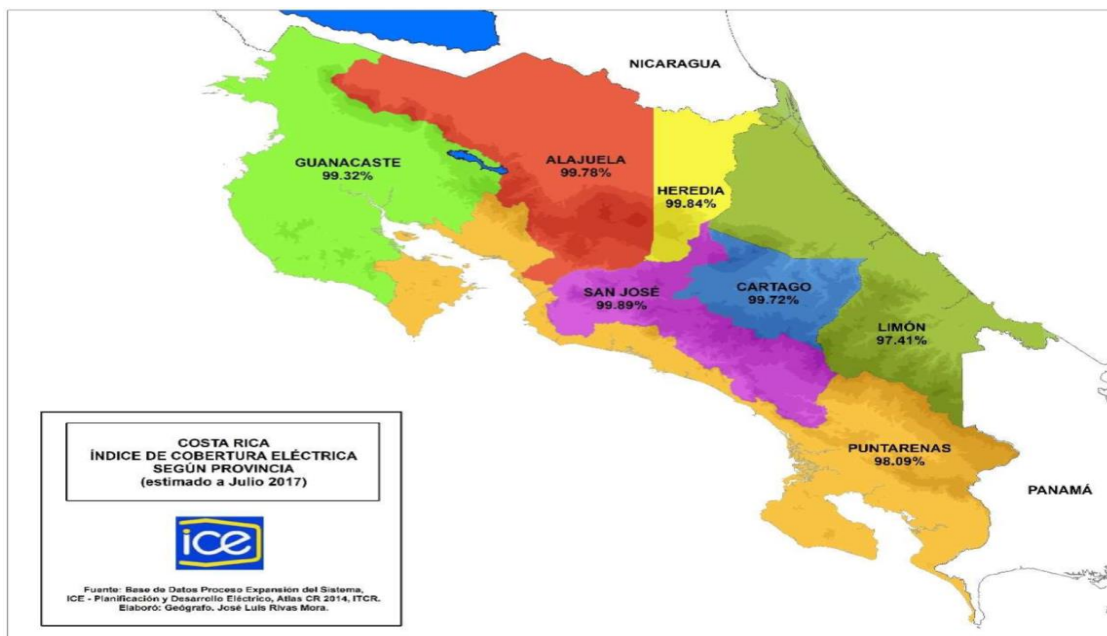 NICARAGUA
GUANACASTE
99.32%
ALAJUELA
99.78%
HEREDIA
99.84%
SAN JOSÉ
99.89%
CARTAGO
99.72%
LIMÓN
97.41%
PUNTARENAS
98.09%
PANAMÁ
COSTA RICA
ÍNDICE DE COBERTURA ELÉCTRICA
SEGÚN PROVINCIA
(estimado a Julio 2017)
ice
Fuente: Base de Datos Proceso Expansión del Sistema,
ICE - Planificación y Desarrollo Eléctrico, Atlas CR 2014, ITCR.
Elaboró: Geógrafo. José Luis Rivas Mora.